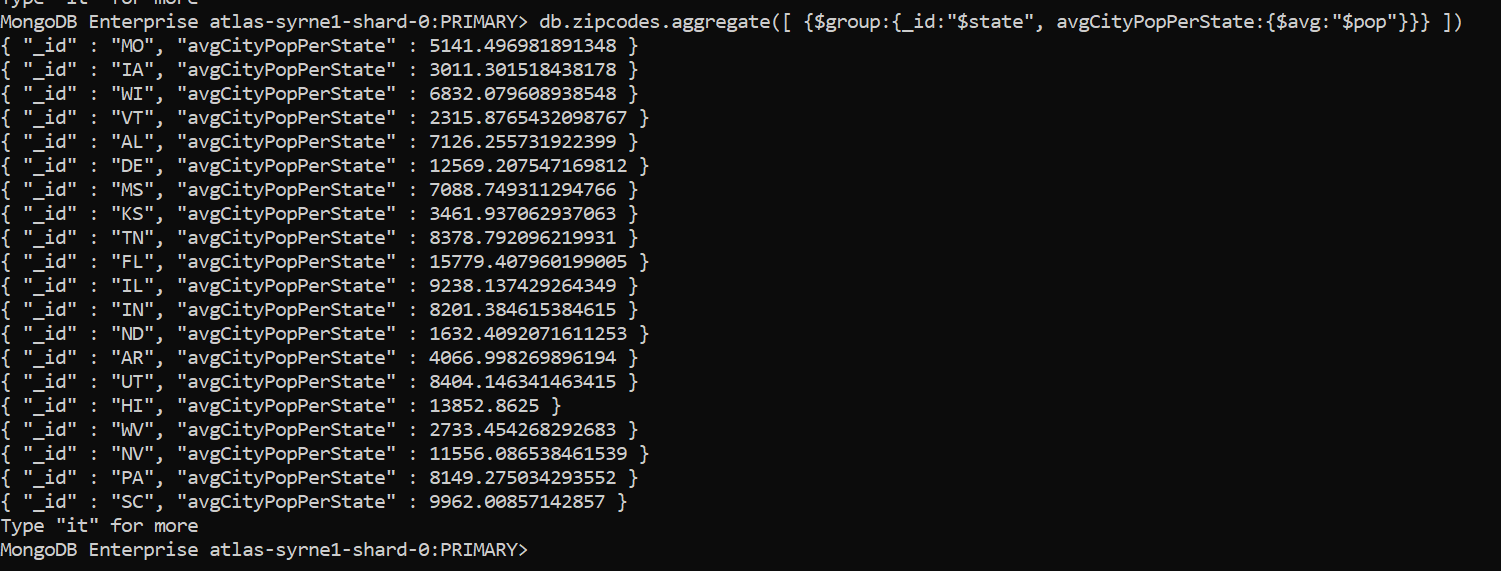 Type "it" for more
MongoDB Enterprise atlas-syrne1-shard-0:PRIMARY> db.zipcodes.aggregate([ {$group:{_id:"$state", avgCityPopPerState:{$avg:"$pop"}}} ])
{ "_id" : "MO", "avgCityPopPerState" : 5141.496981891348 }
{ "_id" : "IA", "avgCityPopPerState" : 3011.301518438178 }
{ "_id" : "WI", "avgCityPopPerState" : 6832.079608938548 }
{ "_id" : "VT", "avgCityPopPerState" : 2315.8765432098767 }
{ "_id" : "AL", "avgCityPopPerState" : 7126.255731922399 }
{ "_id" : "DE", "avgCityPopPerState" : 12569.207547169812 }
{ "_id" : "MS", "avgCityPopPerState" : 7088.749311294766 }
{ "_id" : "KS", "avgCityPopPerState" : 3461.937062937063 }
{ "_id" : "TN", "avgCityPopPerState" : 8378.792096219931 }
{ "_id" : "FL", "avgCityPopPerState" : 15779.407960199005 }
{ "_id" : "IL", "avgCityPopPerState" : 9238.137429264349 }
{ "_id" : "IN", "avgCityPopPerState" : 8201.384615384615 }
{ "_id" : "ND", "avgCityPopPerState" : 1632.4092071611253 }
{ "_id" : "AR", "avgCityPopPerState" : 4066.998269896194 }
{ "_id" : "UT", "avgCityPopPerState" : 8404.146341463415 }
{ "_id" : "HI", "avgCityPopPerState" : 13852.8625 }
{ "_id" : "WV", "avgCityPopPerState" : 2733.454268292683 }
{ "_id" : "NV", "avgCityPopPerState" : 11556.086538461539 }
{ "_id" : "PA", "avgCityPopPerState" : 8149.275034293552 }
{ "_id" : "SC", "avgCityPopPerState" : 9962.00857142857 }
Type "it" for more
MongoDB Enterprise atlas-syrne1-shard-0:PRIMARY>